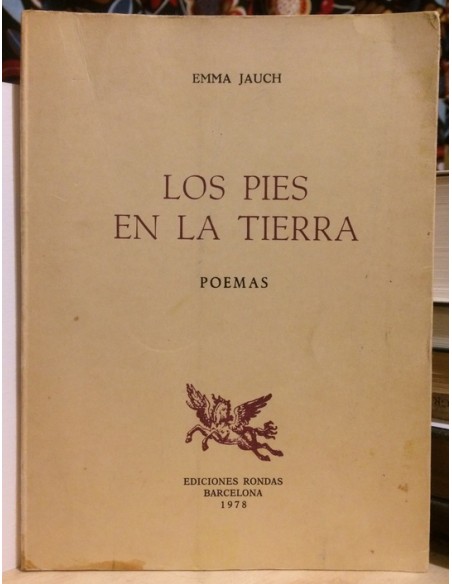 EMMA JAUCH
LOS PIES
EN LA TIERRA
POEMAS
EDICIONES RONDAS
BARCELONA
1978